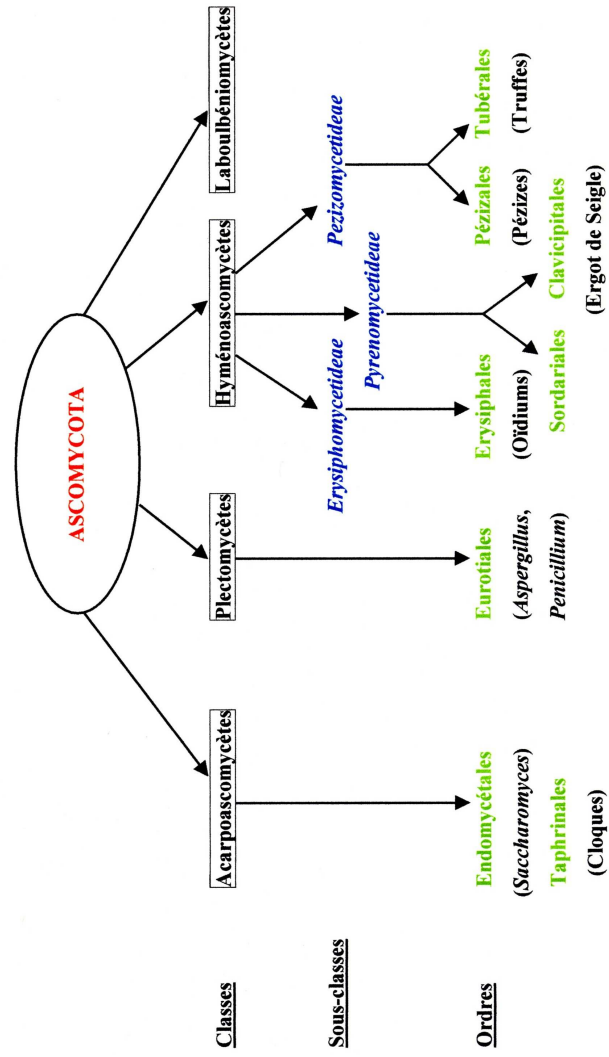 ASCOMYCOTA
Classes
Acarpoascomycètes
Plectomycètes
Hyménoascomycètes
Laboulbéniomycètes
Sous-classes
Erysiphomycetideae
Pezizomycetideae
Pyrenomycetideae
Ordres
Endomycétales
(Saccharomyces)
Taphrinales
(Cloques)
Eurotiales
(Aspergillus,
Penicillium)
Erysiphales
(Oïdiums)
Sordariales
Clavicipitales
(Ergot de Seigle)
Pézizales
(Pézizes)
Tubérales
(Truffes)